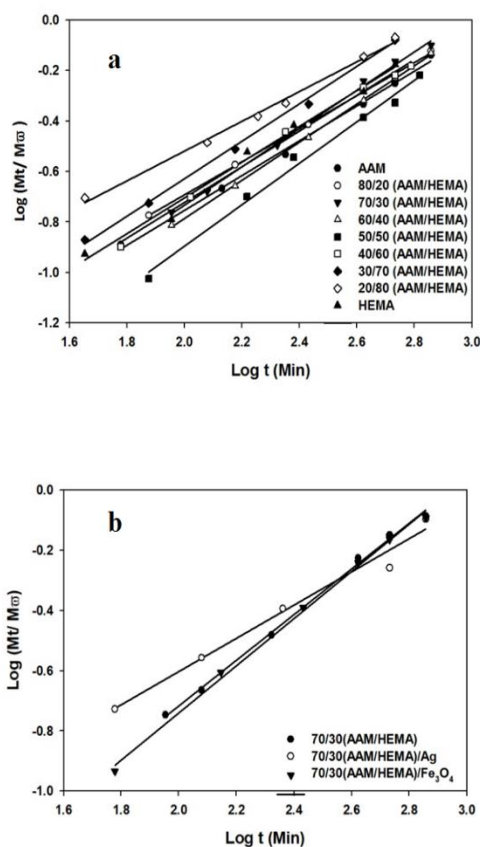 a
Log (Mt/ M∞)
0.0
-0.2
-0.4
-0.6
-0.8
-1.0
-1.2
AAM
80/20 (AAM/HEMA)
70/30 (AAM/HEMA)
60/40 (AAM/HEMA)
50/50 (AAM/HEMA)
40/60 (AAM/HEMA)
30/70 (AAM/HEMA)
20/80 (AAM/HEMA)
HEMA
1.6 1.8 2.0 2.2 2.4 2.6 2.8 3.0
Log t (Min)
b
Log (Mt/ M∞)
0.0
-0.2
-0.4
-0.6
-0.8
-1.0
70/30(AAM/HEMA)
70/30(AAM/HEMA)/Ag
70/30(AAM/HEMA)/Fe₃O₄
1.6 1.8 2.0 2.2 2.4 2.6 2.8 3.0
Log t (Min)